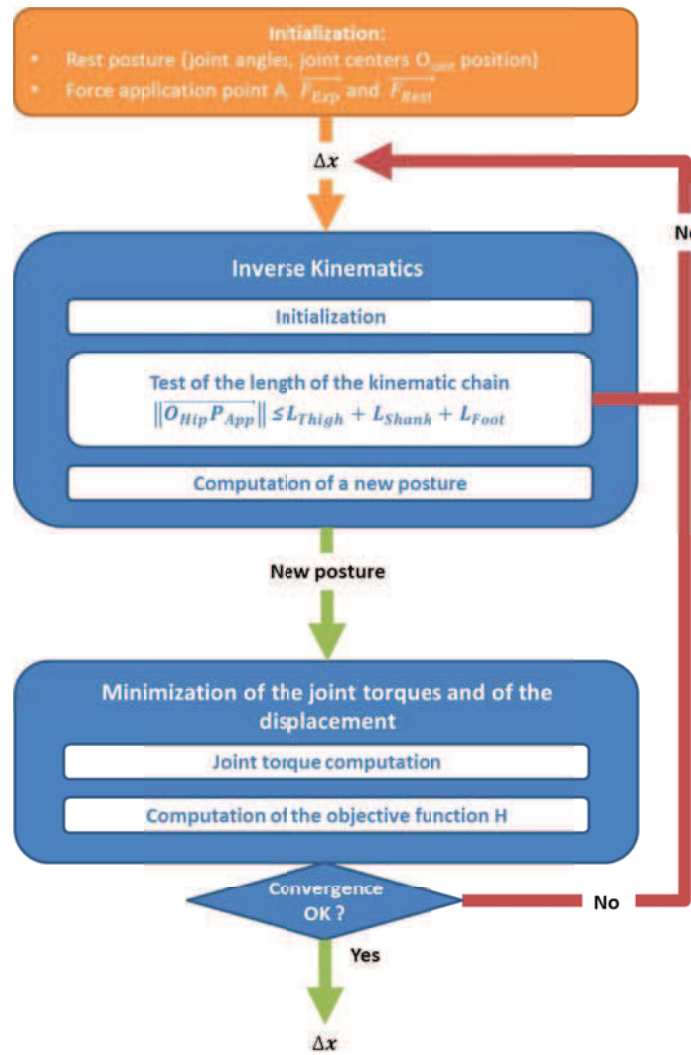 Initialization:
• Rest posture (joint angles, joint centers O position)
• Force application point A, F_Exp and F_Rest
Δx
No
Inverse Kinematics
Initialization
Test of the length of the kinematic chain
‖O_Hip P_App‖ ≤ L_Thigh + L_Shank + L_Foot
Computation of a new posture
New posture
Minimization of the joint torques and of the
displacement
Joint torque computation
Computation of the objective function H
Convergence
OK ?
No
Yes
Δx